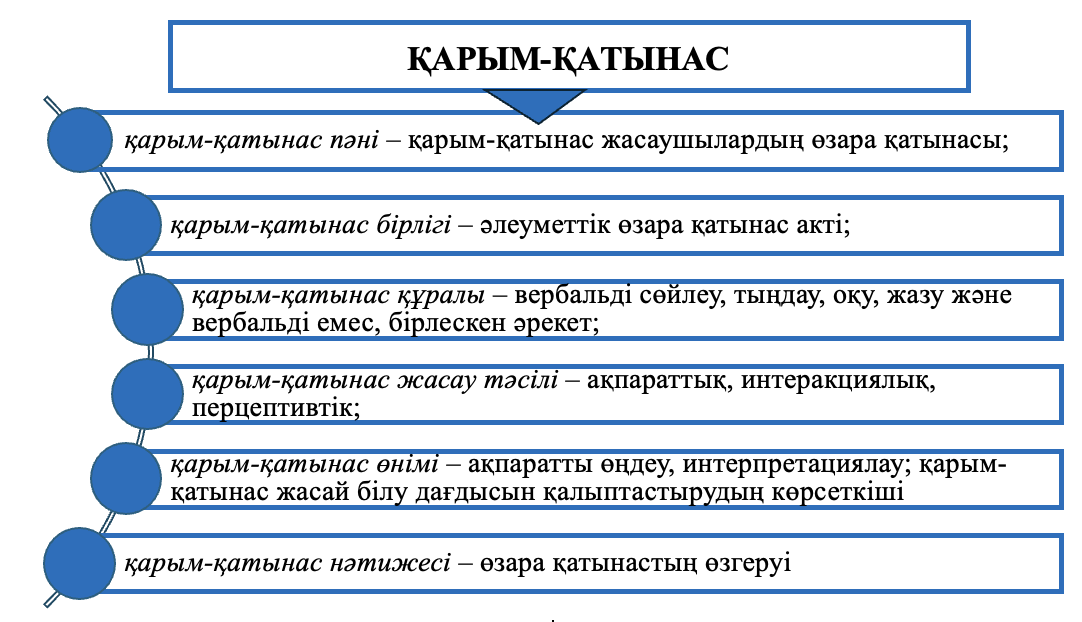 ҚАРЫМ-ҚАТЫНАС
қарым-қатынас пәні – қарым-қатынас жасаушылардың өзара қатынасы;
қарым-қатынас бірлігі – әлеуметтік өзара қатынас акті;
қарым-қатынас құралы – вербальді сөйлеу, тыңдау, оқу, жазу және
вербальді емес, бірлескен әрекет;
қарым-қатынас жасау тәсілі – ақпараттық, интеракциялық,
перцептивтік;
қарым-қатынас өнімі – ақпаратты өңдеу, интерпретациялау; қарым-
қатынас жасай білу дағдысын қалыптастырудың көрсеткіші
қарым-қатынас нәтижесі – өзара қатынастың өзгеруі